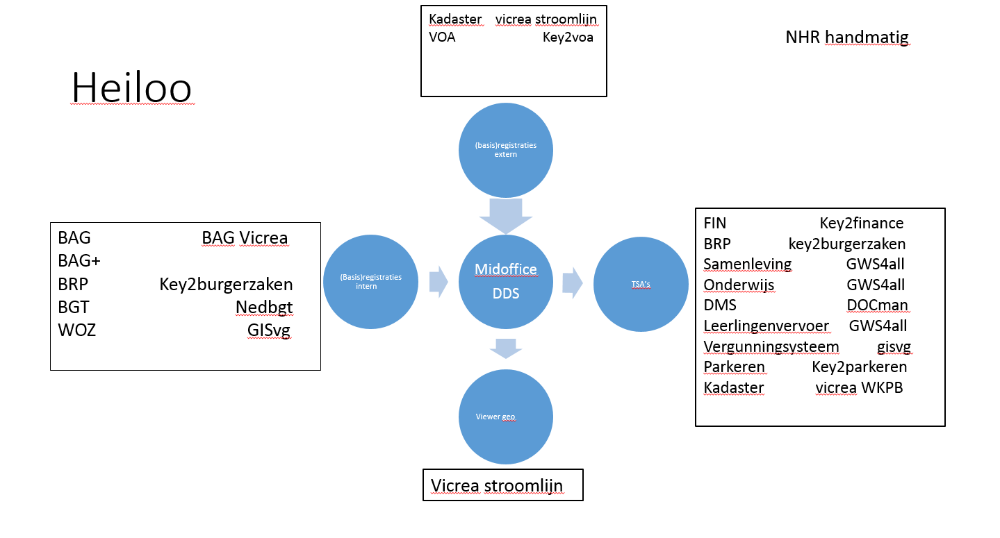 Kadaster vicrea stroomlijn
VOA Key2voa
NHR handmatig
Heiloo
(basis)registraties
extern
BAG BAG Vicrea
BAG+
BRP Key2burgerzaken
BGT Nedbgt
WOZ GISvg
(Basis)registraties
intern
Midoffice
DDS
TSA's
FIN Key2finance
BRP key2burgerzaken
Samenleving GWS4all
Onderwijs GWS4all
DMS DOCman
Leerlingenvervoer GWS4all
Vergunningsysteem gisvg
Parkeren Key2parkeren
Kadaster vicrea WKPB
Viewer geo
Vicrea stroomlijn